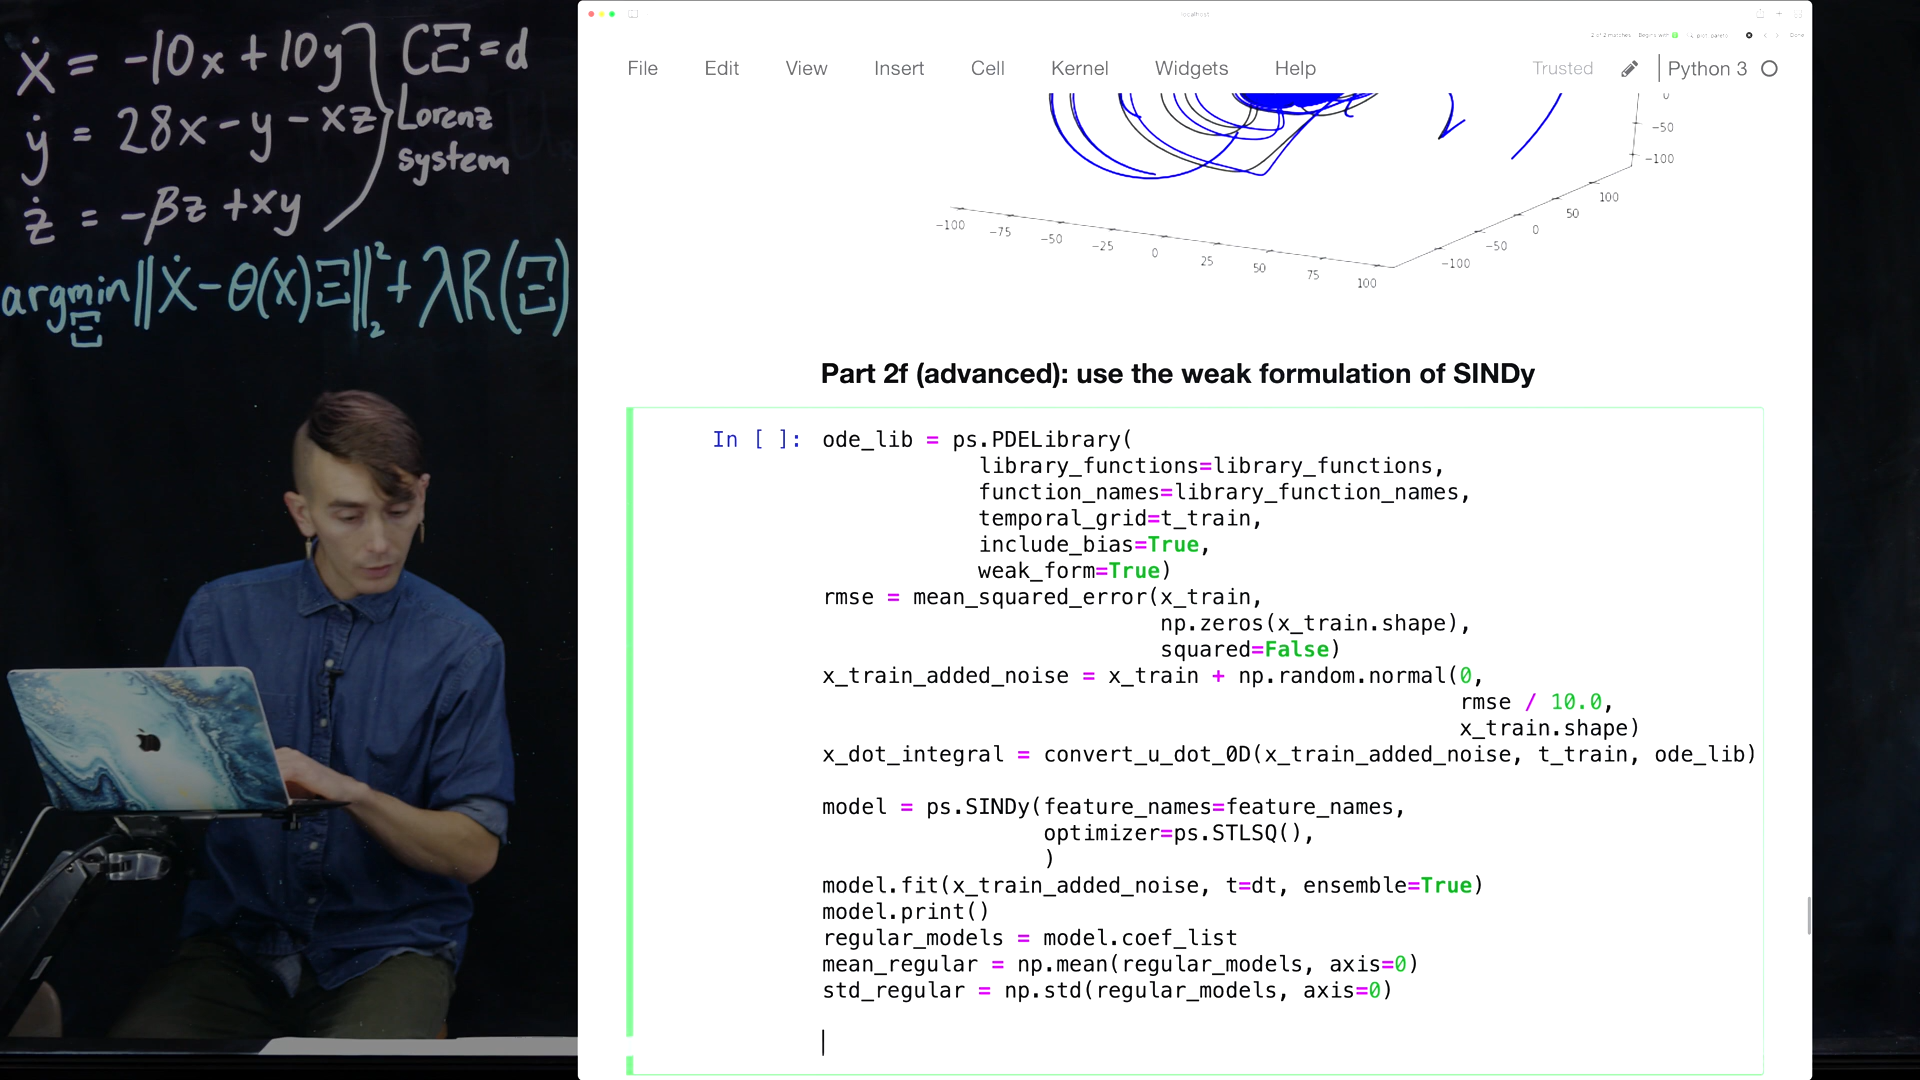 ẋ = -10x + 10y
ẏ = 28x - y - xz
ż = -βz + xy
CΞ = d
Lorenz
system
argmin ‖Ẋ - θ(X)Ξ‖₂² + λR(Ξ)
Ξ
localhost
File Edit View Insert Cell Kernel Widgets Help Trusted Python 3
0
-50
-100
-100 -75 -50 -25 0 25 50 75 100
-100 -50 0 50 100
Part 2f (advanced): use the weak formulation of SINDy
In [ ]: ode_lib = ps.PDELibrary(
library_functions=library_functions,
function_names=library_function_names,
temporal_grid=t_train,
include_bias=True,
weak_form=True)
rmse = mean_squared_error(x_train,
np.zeros(x_train.shape),
squared=False)
x_train_added_noise = x_train + np.random.normal(0,
rmse / 10.0,
x_train.shape)
x_dot_integral = convert_u_dot_0D(x_train_added_noise, t_train, ode_lib)
model = ps.SINDy(feature_names=feature_names,
optimizer=ps.STLSQ(),
)
model.fit(x_train_added_noise, t=dt, ensemble=True)
model.print()
regular_models = model.coef_list
mean_regular = np.mean(regular_models, axis=0)
std_regular = np.std(regular_models, axis=0)